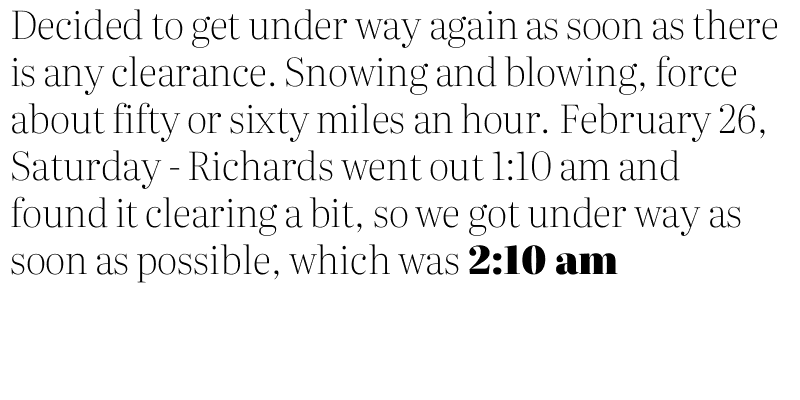 Decided to get under way again as soon as there
is any clearance. Snowing and blowing, force
about fifty or sixty miles an hour. February 26,
Saturday - Richards went out 1:10 am and
found it clearing a bit, so we got under way as
soon as possible, which was 2:10 am